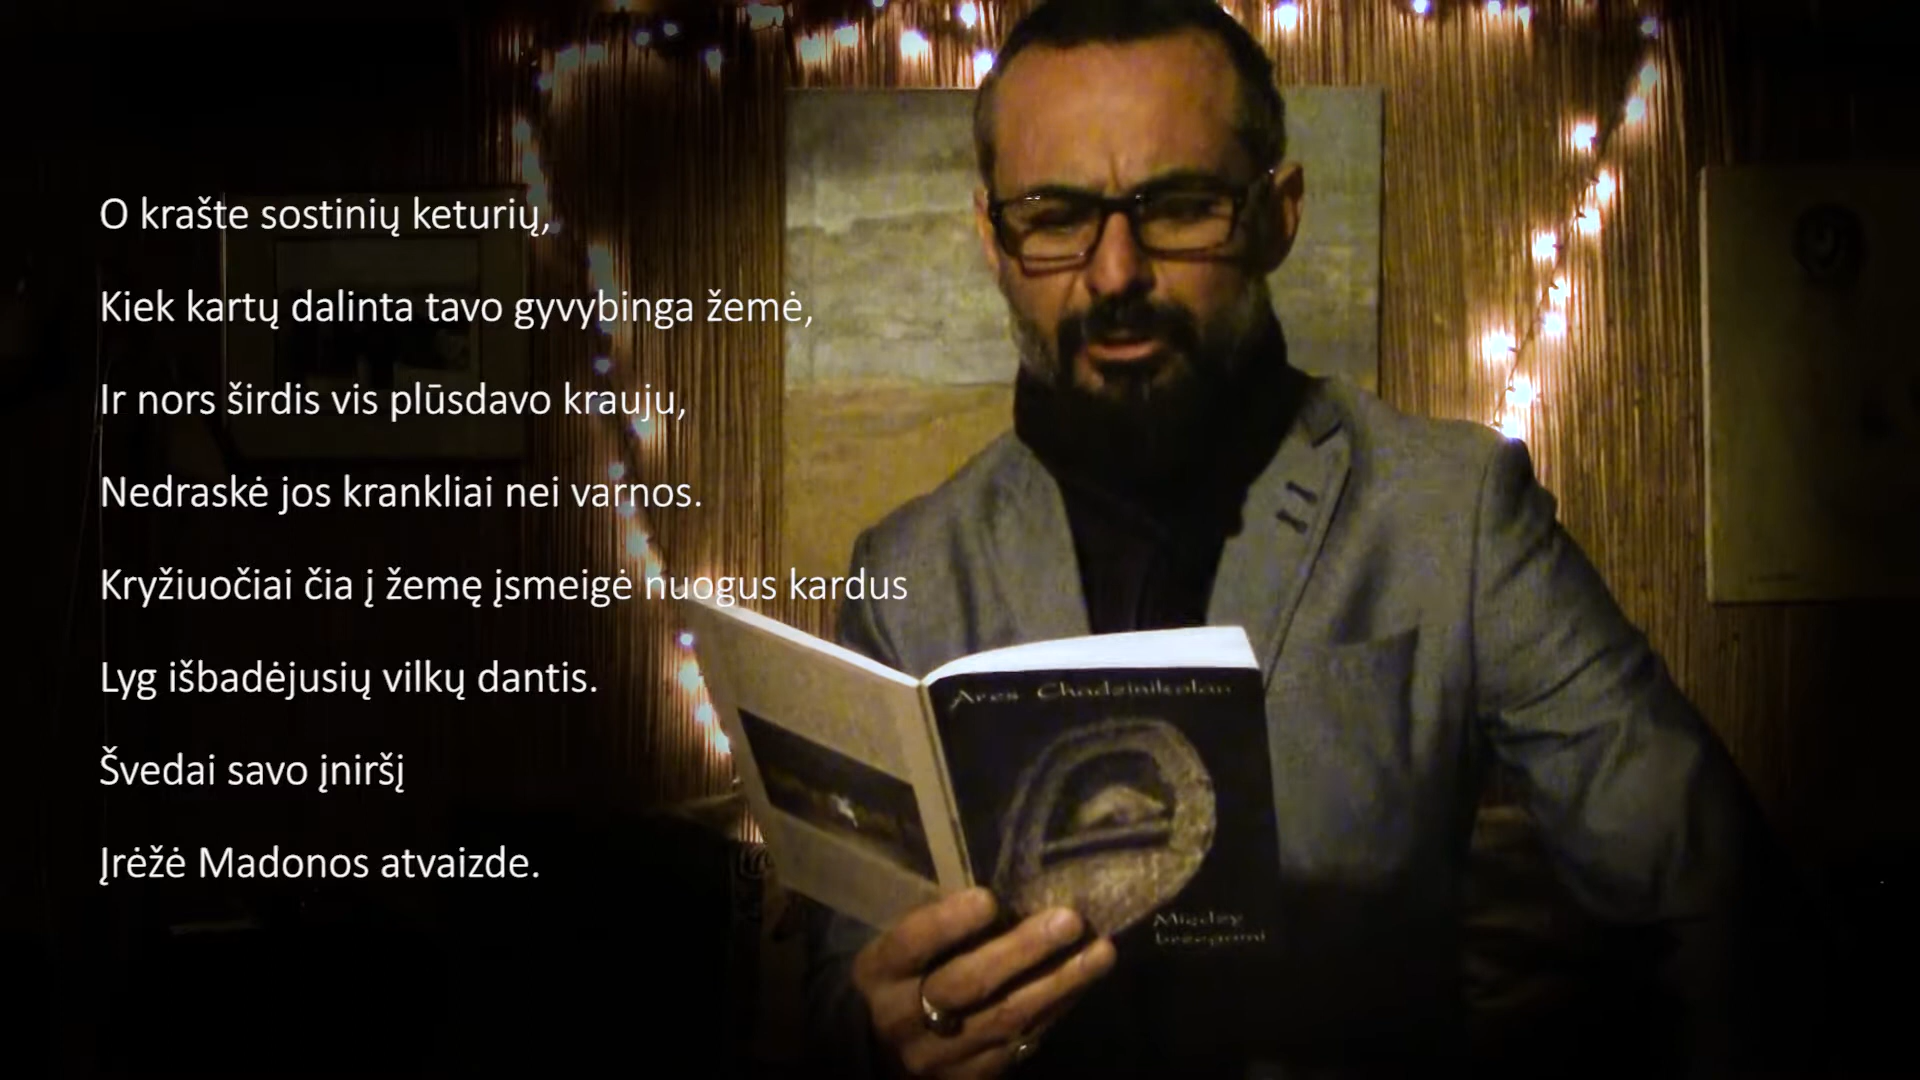 O krašte sostinių keturių,
Kiek kartų dalinta tavo gyvybinga žemė,
Ir nors širdis vis plūsdavo krauju,
Nedraskė jos krankliai nei varnos.
Kryžiuočiai čia į žemę įsmeigė nuogus kardus
Lyg išbadėjusių vilkų dantis.
Švedai savo įniršį
Įrėžė Madonos atvaizde.
Ares Chadzinikolau
Między
brzegami